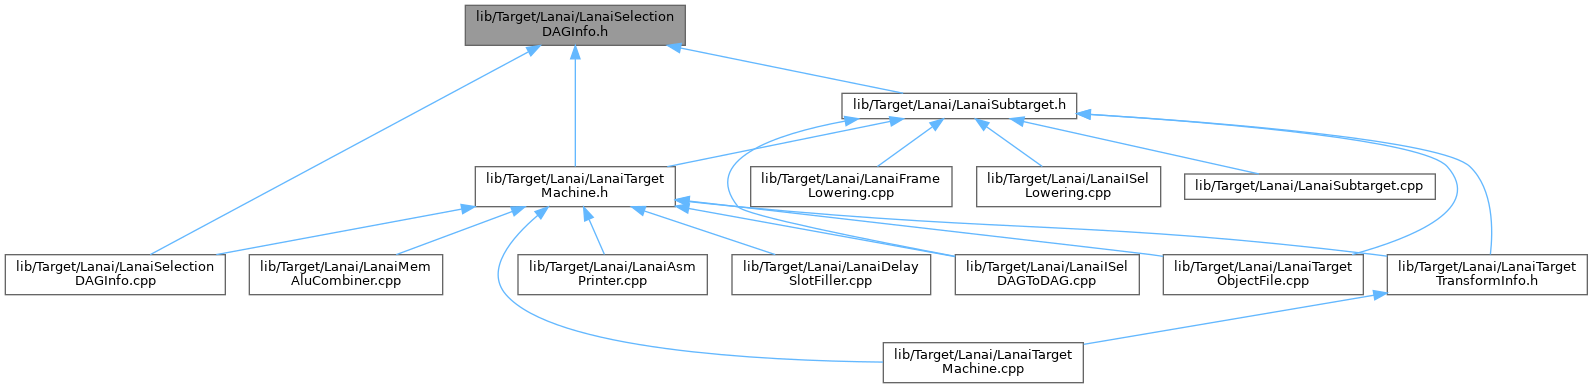 lib/Target/Lanai/LanaiSelection
DAGInfo.h
lib/Target/Lanai/LanaiSubtarget.h
lib/Target/Lanai/LanaiTarget
Machine.h
lib/Target/Lanai/LanaiFrame
Lowering.cpp
lib/Target/Lanai/LanaiISel
Lowering.cpp
lib/Target/Lanai/LanaiSubtarget.cpp
lib/Target/Lanai/LanaiSelection
DAGInfo.cpp
lib/Target/Lanai/LanaiMem
AluCombiner.cpp
lib/Target/Lanai/LanaiAsm
Printer.cpp
lib/Target/Lanai/LanaiDelay
SlotFiller.cpp
lib/Target/Lanai/LanaiISel
DAGToDAG.cpp
lib/Target/Lanai/LanaiTarget
ObjectFile.cpp
lib/Target/Lanai/LanaiTarget
TransformInfo.h
lib/Target/Lanai/LanaiTarget
Machine.cpp